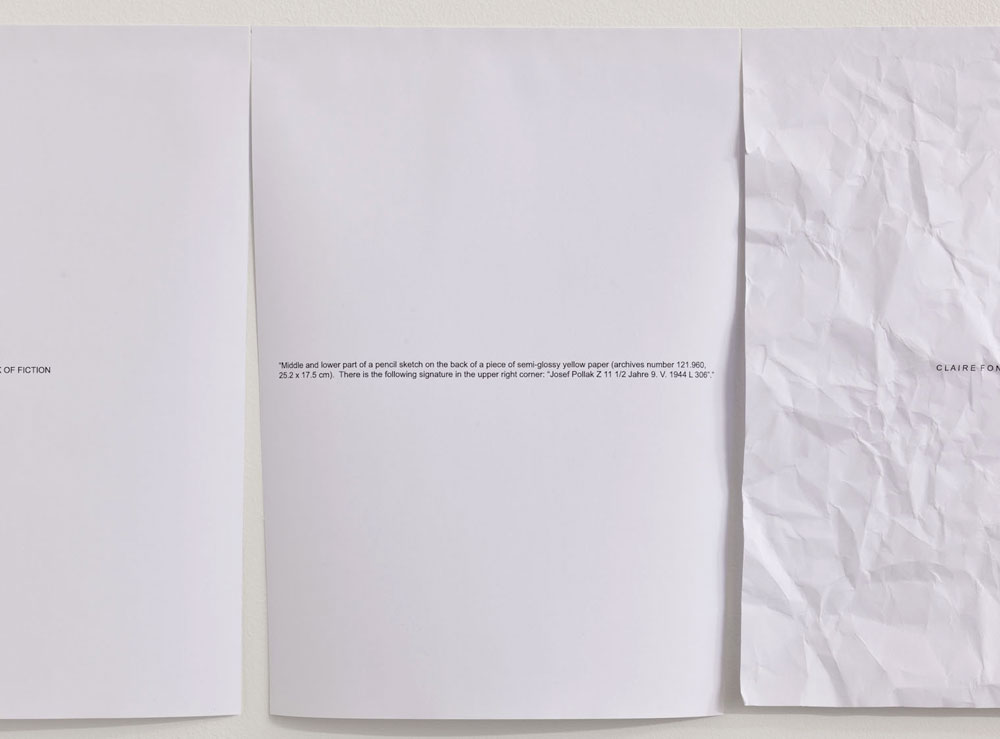 OF FICTION
"Middle and lower part of a pencil sketch on the back of a piece of semi-glossy yellow paper (archives number 121.960,
25.2 x 17.5 cm). There is the following signature in the upper right corner: "Josef Pollak Z 11 1/2 Jahre 9. V. 1944 L 306"."
CLAIRE FON